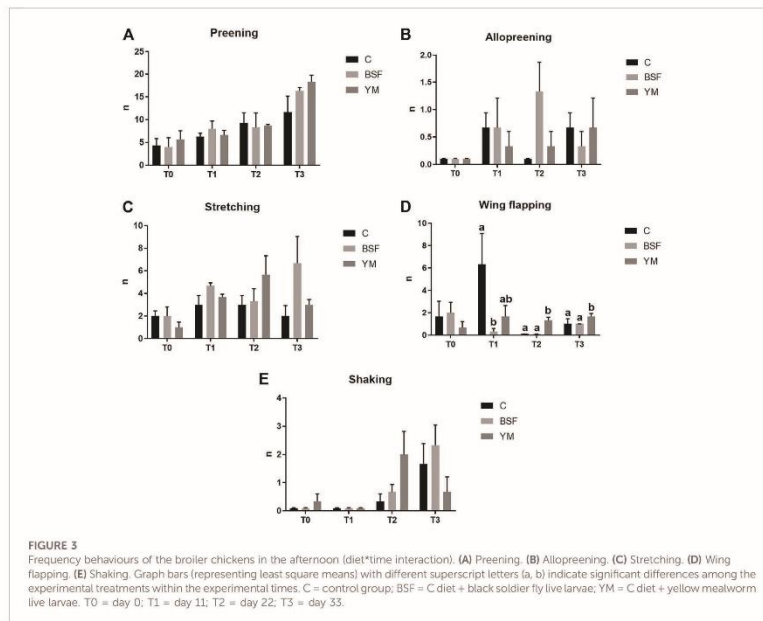 A
Preening
n
25
20
15
10
5
0
T0 T1 T2 T3
C
BSF
YM
B
Allopreening
n
2.0
1.5
1.0
0.5
0.0
T0 T1 T2 T3
C
BSF
YM
C
Stretching
n
10
8
6
4
2
0
T0 T1 T2 T3
C
BSF
YM
D
Wing flapping
n
10
8
6
4
2
0
a
b
ab
a a b
a a b
T0 T1 T2 T3
C
BSF
YM
E
Shaking
n
4
3
2
1
0
T0 T1 T2 T3
C
BSF
YM
FIGURE 3
Frequency behaviours of the broiler chickens in the afternoon (diet*time interaction). (A) Preening. (B) Allopreening. (C) Stretching. (D) Wing
flapping. (E) Shaking. Graph bars (representing least square means) with different superscript letters (a, b) indicate significant differences among the
experimental treatments within the experimental times. C = control group; BSF = C diet + black soldier fly live larvae; YM = C diet + yellow mealworm
live larvae. T0 = day 0; T1 = day 11; T2 = day 22; T3 = day 33.